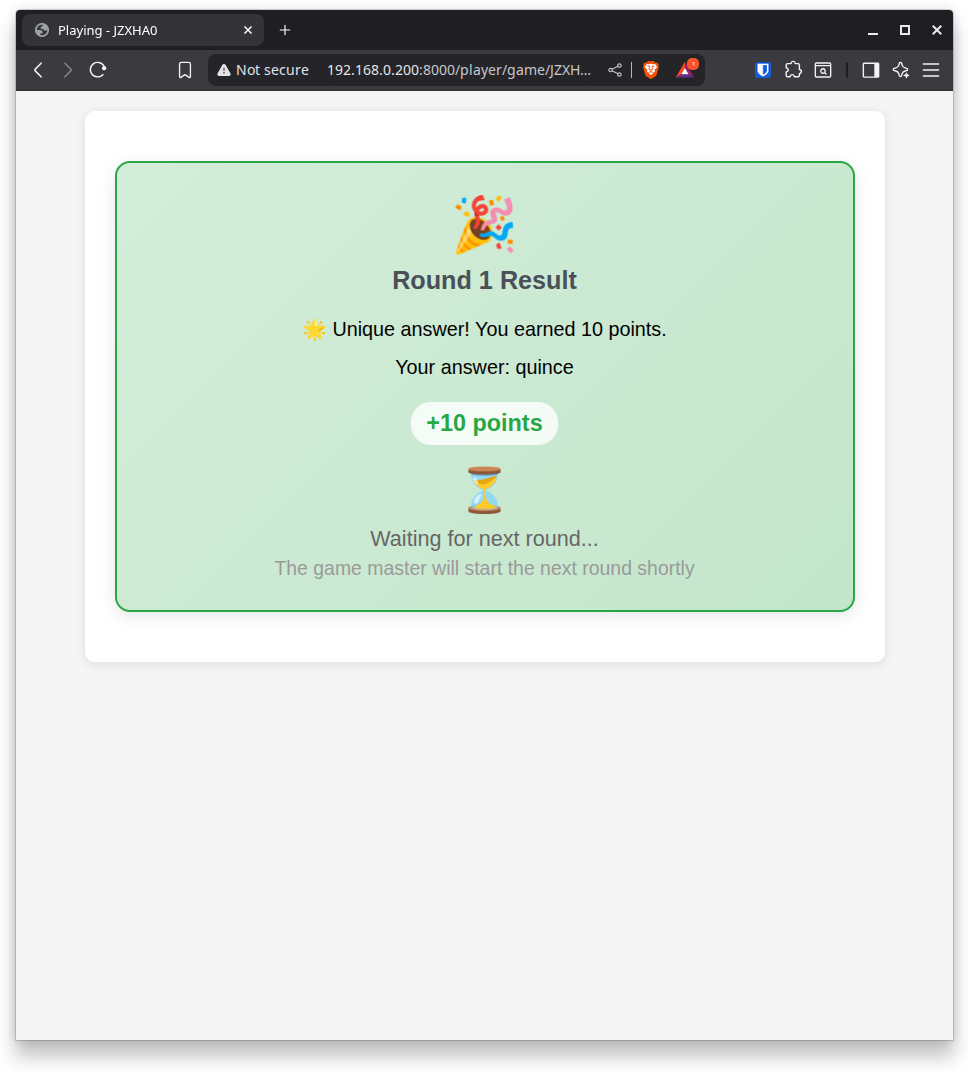 Playing - JZXHA0
Not secure 192.168.0.200:8000/player/game/JZXH...
1
Round 1 Result
🌟 Unique answer! You earned 10 points.
Your answer: quince
+10 points
Waiting for next round...
The game master will start the next round shortly